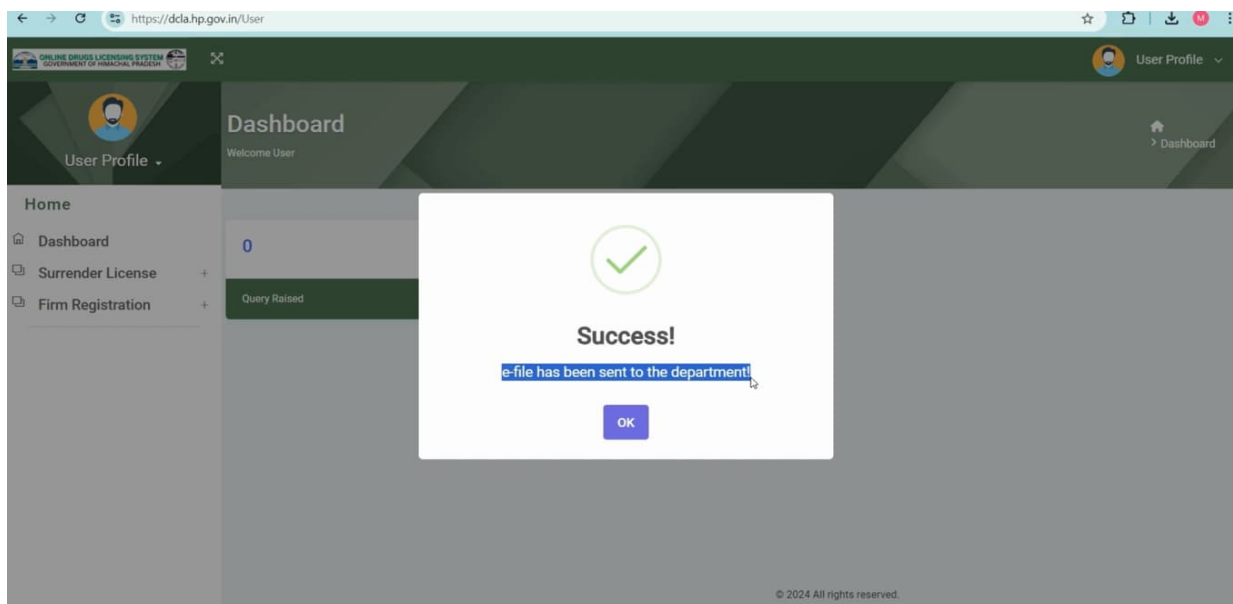 https://dcla.hp.gov.in/User
M
ONLINE DRUGS LICENSING SYSTEM
GOVERNMENT OF HIMACHAL PRADESH
User Profile
User Profile
Dashboard
Welcome User
> Dashboard
Home
Dashboard
Surrender License +
Firm Registration +
0
Query Raised
Success!
e-file has been sent to the department!
OK
© 2024 All rights reserved.